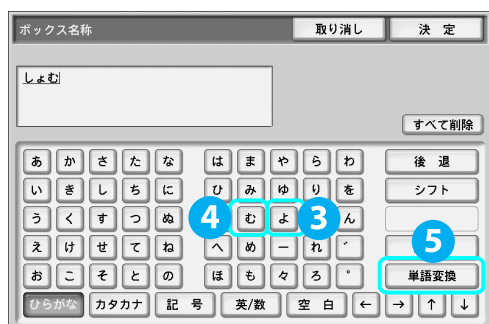 ボックス名称 取り消し 決 定
しょむ
すべて削除
あ か さ た な は ま や ら わ 後 退
い き し ち に ひ み ゆ り を シフト
う く す つ ぬ 4 む よ 3 ん
え け せ て ね へ め ー れ ゛ 5
お こ そ と の ほ も 々 ろ ゜ 単語変換
ひらがな カタカナ 記 号 英/数 空 白 ← → ↑ ↓